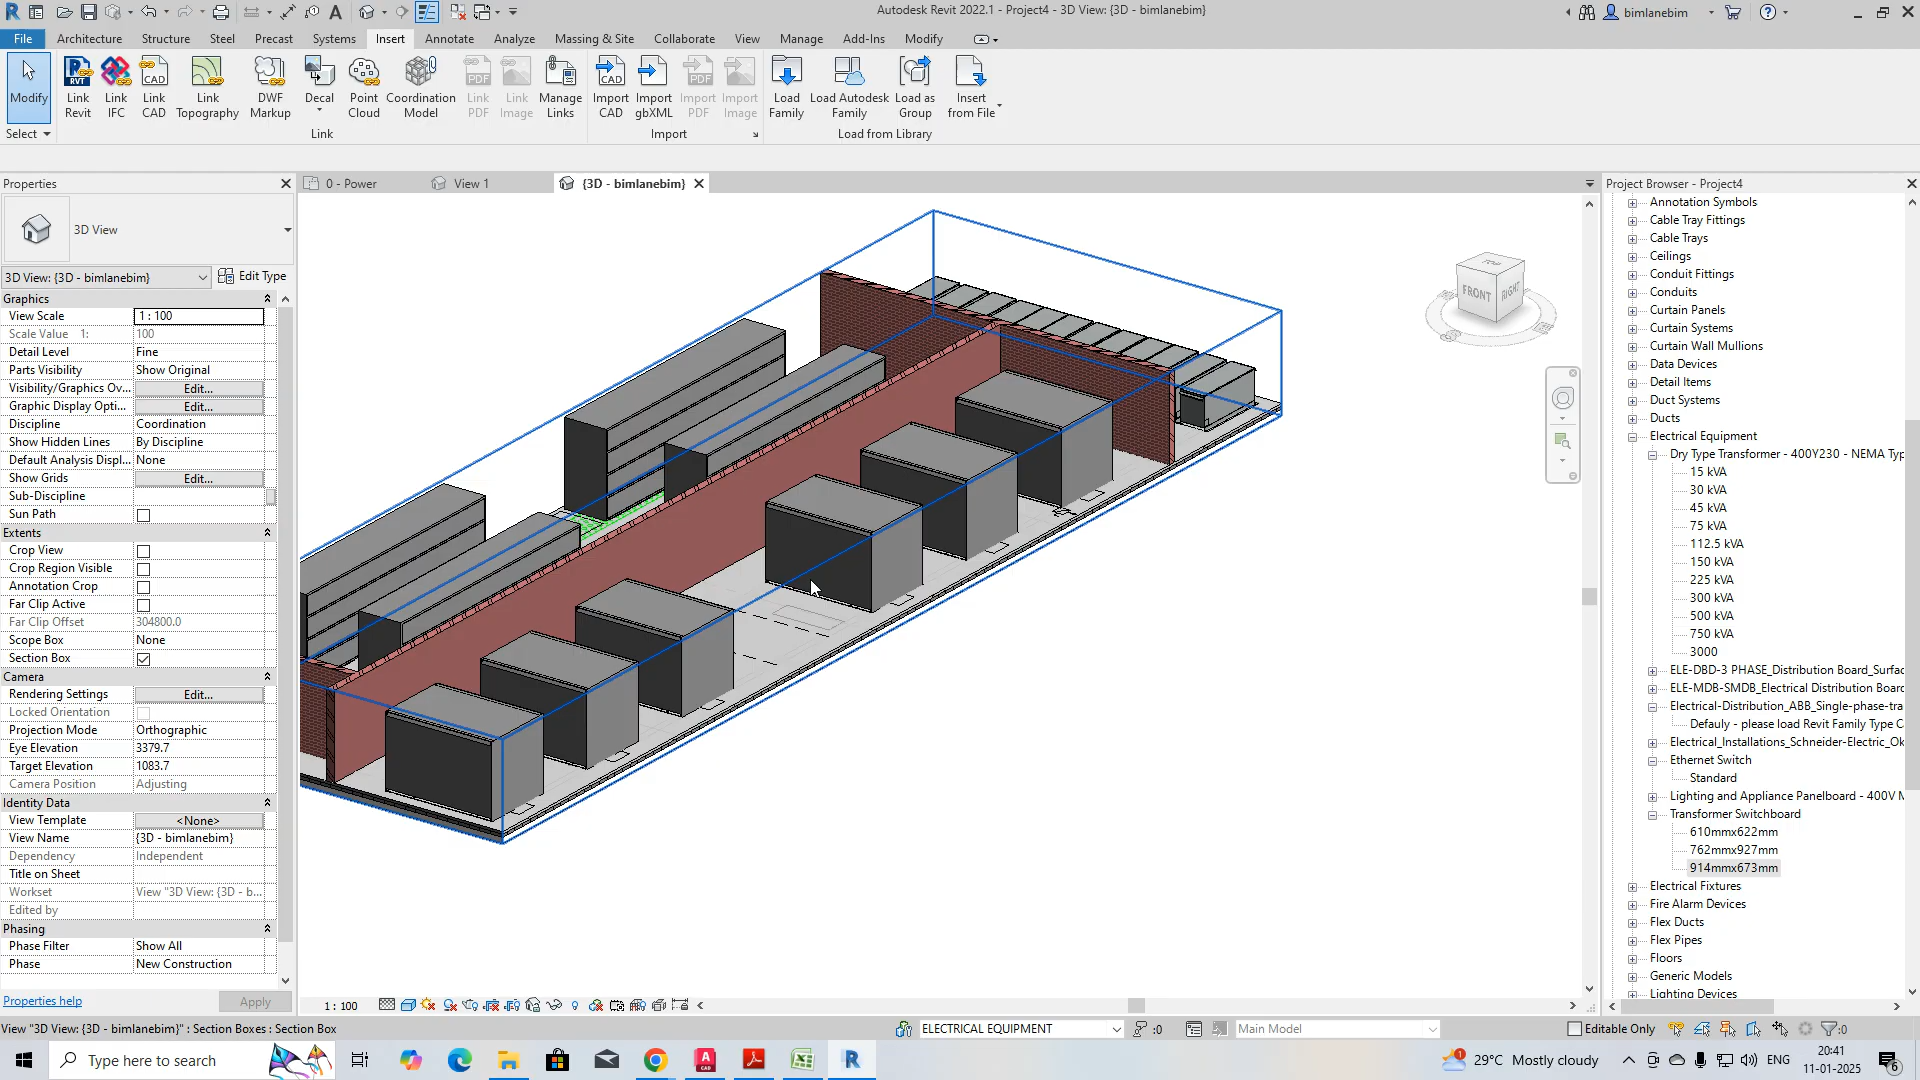 Autodesk Revit 2022.1 - Project4 - 3D View: {3D - bimlanebim}
bimlanebim
File
Architecture
Structure
Steel
Precast
Systems
Insert
Annotate
Analyze
Massing & Site
Collaborate
View
Manage
Add-Ins
Modify
Modify
Link Revit
Link IFC
Link CAD
Link Topography
DWF Markup
Decal
Point Cloud
Coordination Model
Link PDF
Link Image
Manage Links
Import CAD
Import gbXML
Import PDF
Import Image
Load Family
Load Autodesk Family
Load as Group
Insert from File
Select
Link
Import
Load from Library
Properties
0 - Power
View 1
{3D - bimlanebim}
Project Browser - Project4
3D View
3D View: {3D - bimlanebim}
Edit Type
Graphics
View Scale 1 : 100
Scale Value 1: 100
Detail Level Fine
Parts Visibility Show Original
Visibility/Graphics Ov... Edit...
Graphic Display Opti... Edit...
Discipline Coordination
Show Hidden Lines By Discipline
Default Analysis Displ... None
Show Grids Edit...
Sub-Discipline
Sun Path
Extents
Crop View
Crop Region Visible
Annotation Crop
Far Clip Active
Far Clip Offset 304800.0
Scope Box None
Section Box
Camera
Rendering Settings Edit...
Locked Orientation
Projection Mode Orthographic
Eye Elevation 3379.7
Target Elevation 1083.7
Camera Position Adjusting
Identity Data
View Template <None>
View Name {3D - bimlanebim}
Dependency Independent
Title on Sheet
Workset View "3D View: {3D - b...
Edited by
Phasing
Phase Filter Show All
Phase New Construction
Properties help
Apply
TOP
FRONT
RIGHT
Annotation Symbols
Cable Tray Fittings
Cable Trays
Ceilings
Conduit Fittings
Conduits
Curtain Panels
Curtain Systems
Curtain Wall Mullions
Data Devices
Detail Items
Duct Systems
Ducts
Electrical Equipment
Dry Type Transformer - 400Y230 - NEMA Typ
15 kVA
30 kVA
45 kVA
75 kVA
112.5 kVA
150 kVA
225 kVA
300 kVA
500 kVA
750 kVA
3000
ELE-DBD-3 PHASE_Distribution Board_Surfac
ELE-MDB-SMDB_Electrical Distribution Board
Electrical-Distribution_ABB_Single-phase-tra
Defauly - please load Revit Family Type C
Electrical_Installations_Schneider-Electric_Ok
Ethernet Switch
Standard
Lighting and Appliance Panelboard - 400V M
Transformer Switchboard
610mmx622mm
762mmx927mm
914mmx673mm
Electrical Fixtures
Fire Alarm Devices
Flex Ducts
Flex Pipes
Floors
Generic Models
Lighting Devices
1 : 100
View "3D View: {3D - bimlanebim}" : Section Boxes : Section Box
ELECTRICAL EQUIPMENT
:0
Main Model
Editable Only
:0
Type here to search
29°C Mostly cloudy
ENG
20:41
11-01-2025